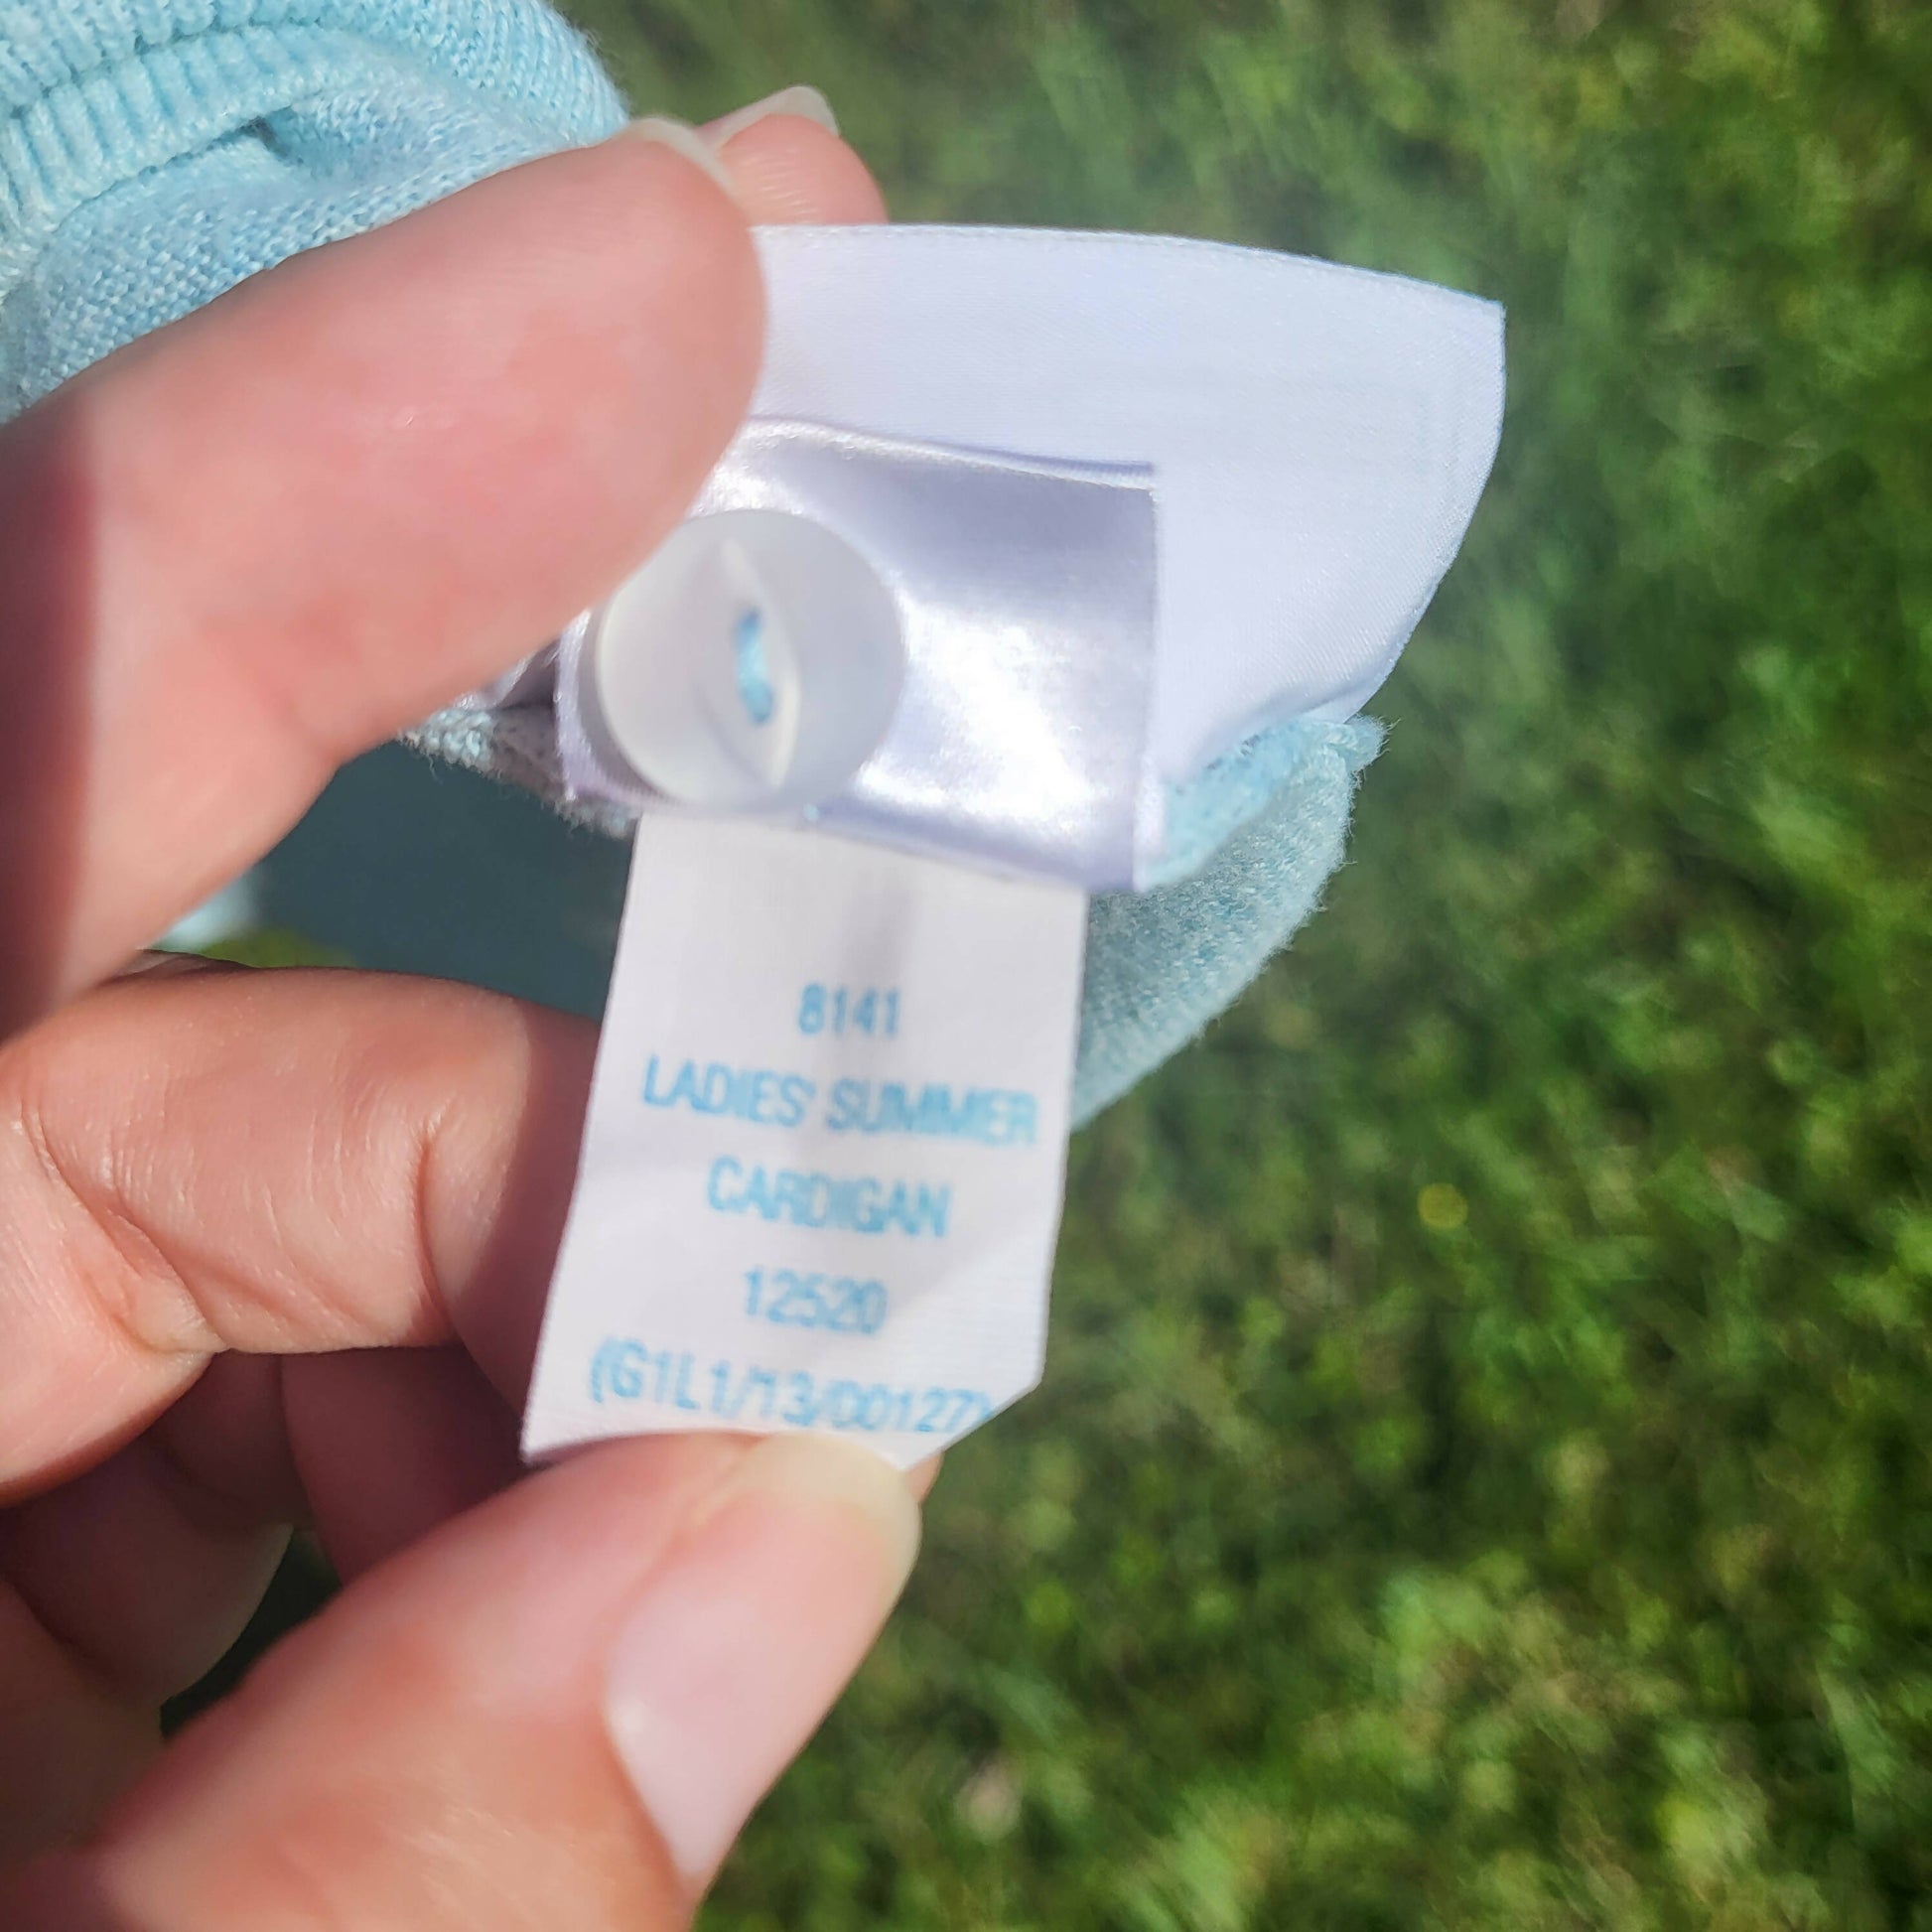 8141
LADIES' SUMMER
CARDIGAN
12520
(G1L1/13/00127)